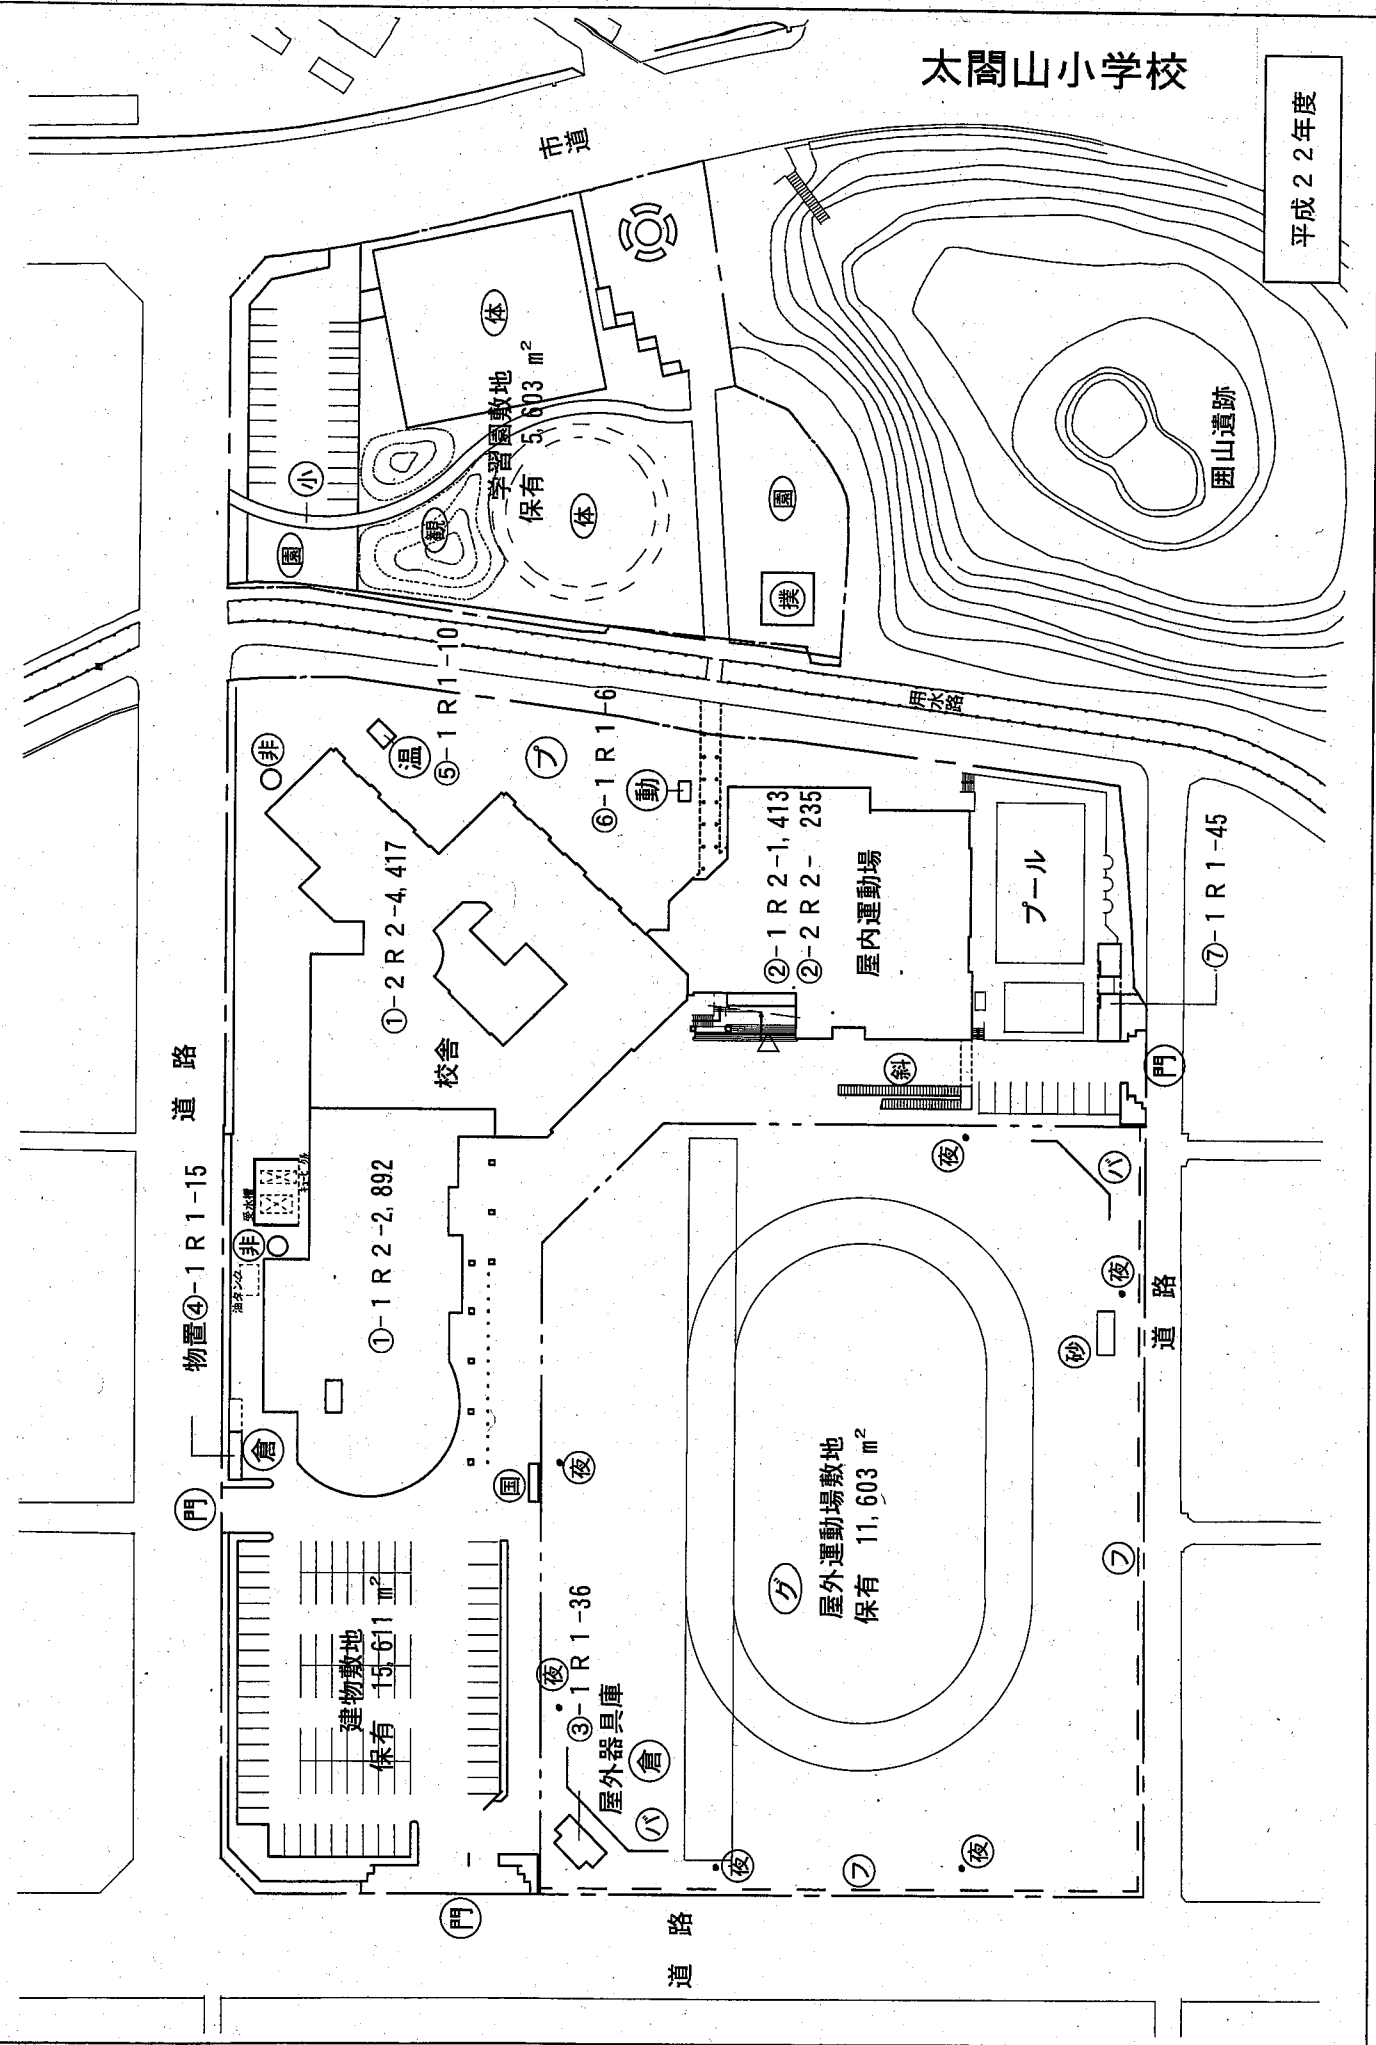 太閤山小学校
平成２２年度
市道
学習園敷地
保有 5,603 ㎡
体
体
小
園
観
園
撲
囲山遺跡
用水路
非
温
⑤-１Ｒ１-10
プ
⑥-１Ｒ１-6
動
①-２Ｒ２-4,417
校舎
②-１Ｒ２-1,413
②-２Ｒ２- 235
屋内運動場
プール
⑦-１Ｒ１-45
門
斜
道路
物置④-１Ｒ１-15
受水槽
キュービクル
非
油タンク
①-１Ｒ２-2,892
倉
門
国
夜
夜
バ
夜
砂
道路
建物敷地
保有 15,611 ㎡
夜
③-１Ｒ１-36
屋外器具庫
倉
バ
グ
屋外運動場敷地
保有 11,603 ㎡
フ
夜
フ
夜
門
道路